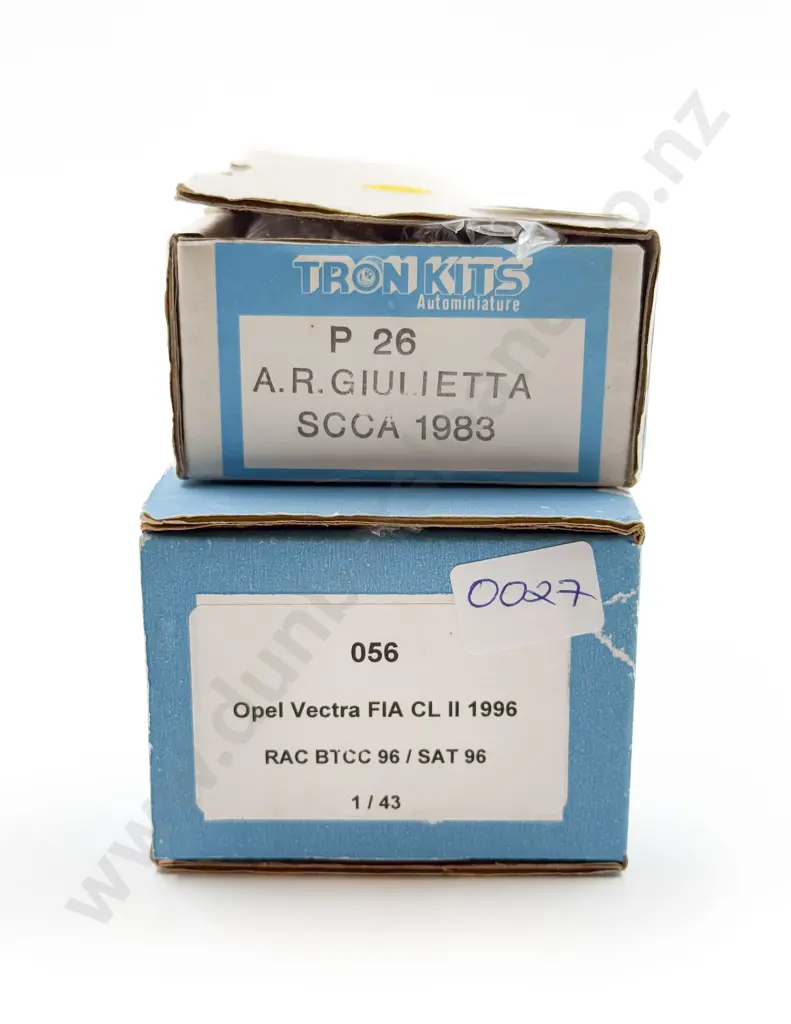 TRON KITS
Autominiature
P 26
A.R. GIULIETTA
SCCA 1983
0027
056
Opel Vectra FIA CL II 1996
RAC BTCC 96 / SAT 96
1 / 43